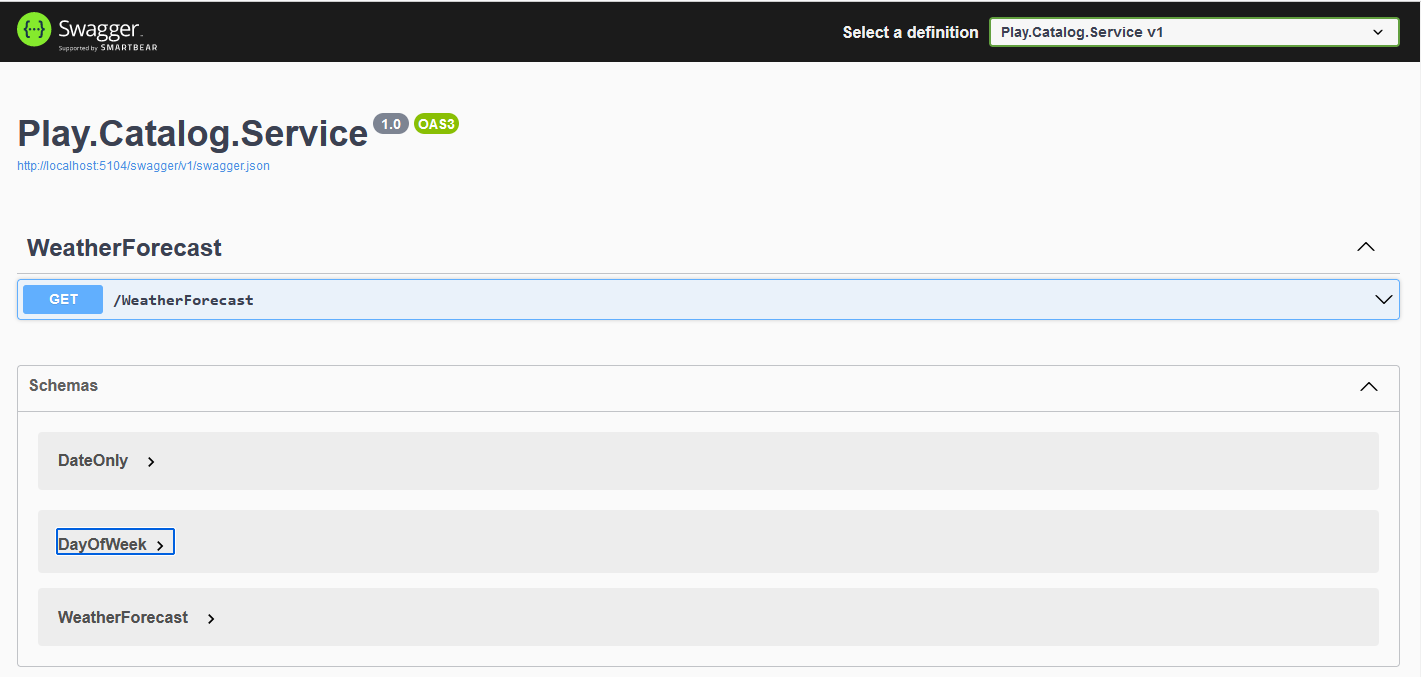 Swagger.
Supported by SMARTBEAR
Select a definition
Play.Catalog.Service v1
Play.Catalog.Service 1.0 OAS3
http://localhost:5104/swagger/v1/swagger.json
WeatherForecast
GET /WeatherForecast
Schemas
DateOnly
DayOfWeek
WeatherForecast